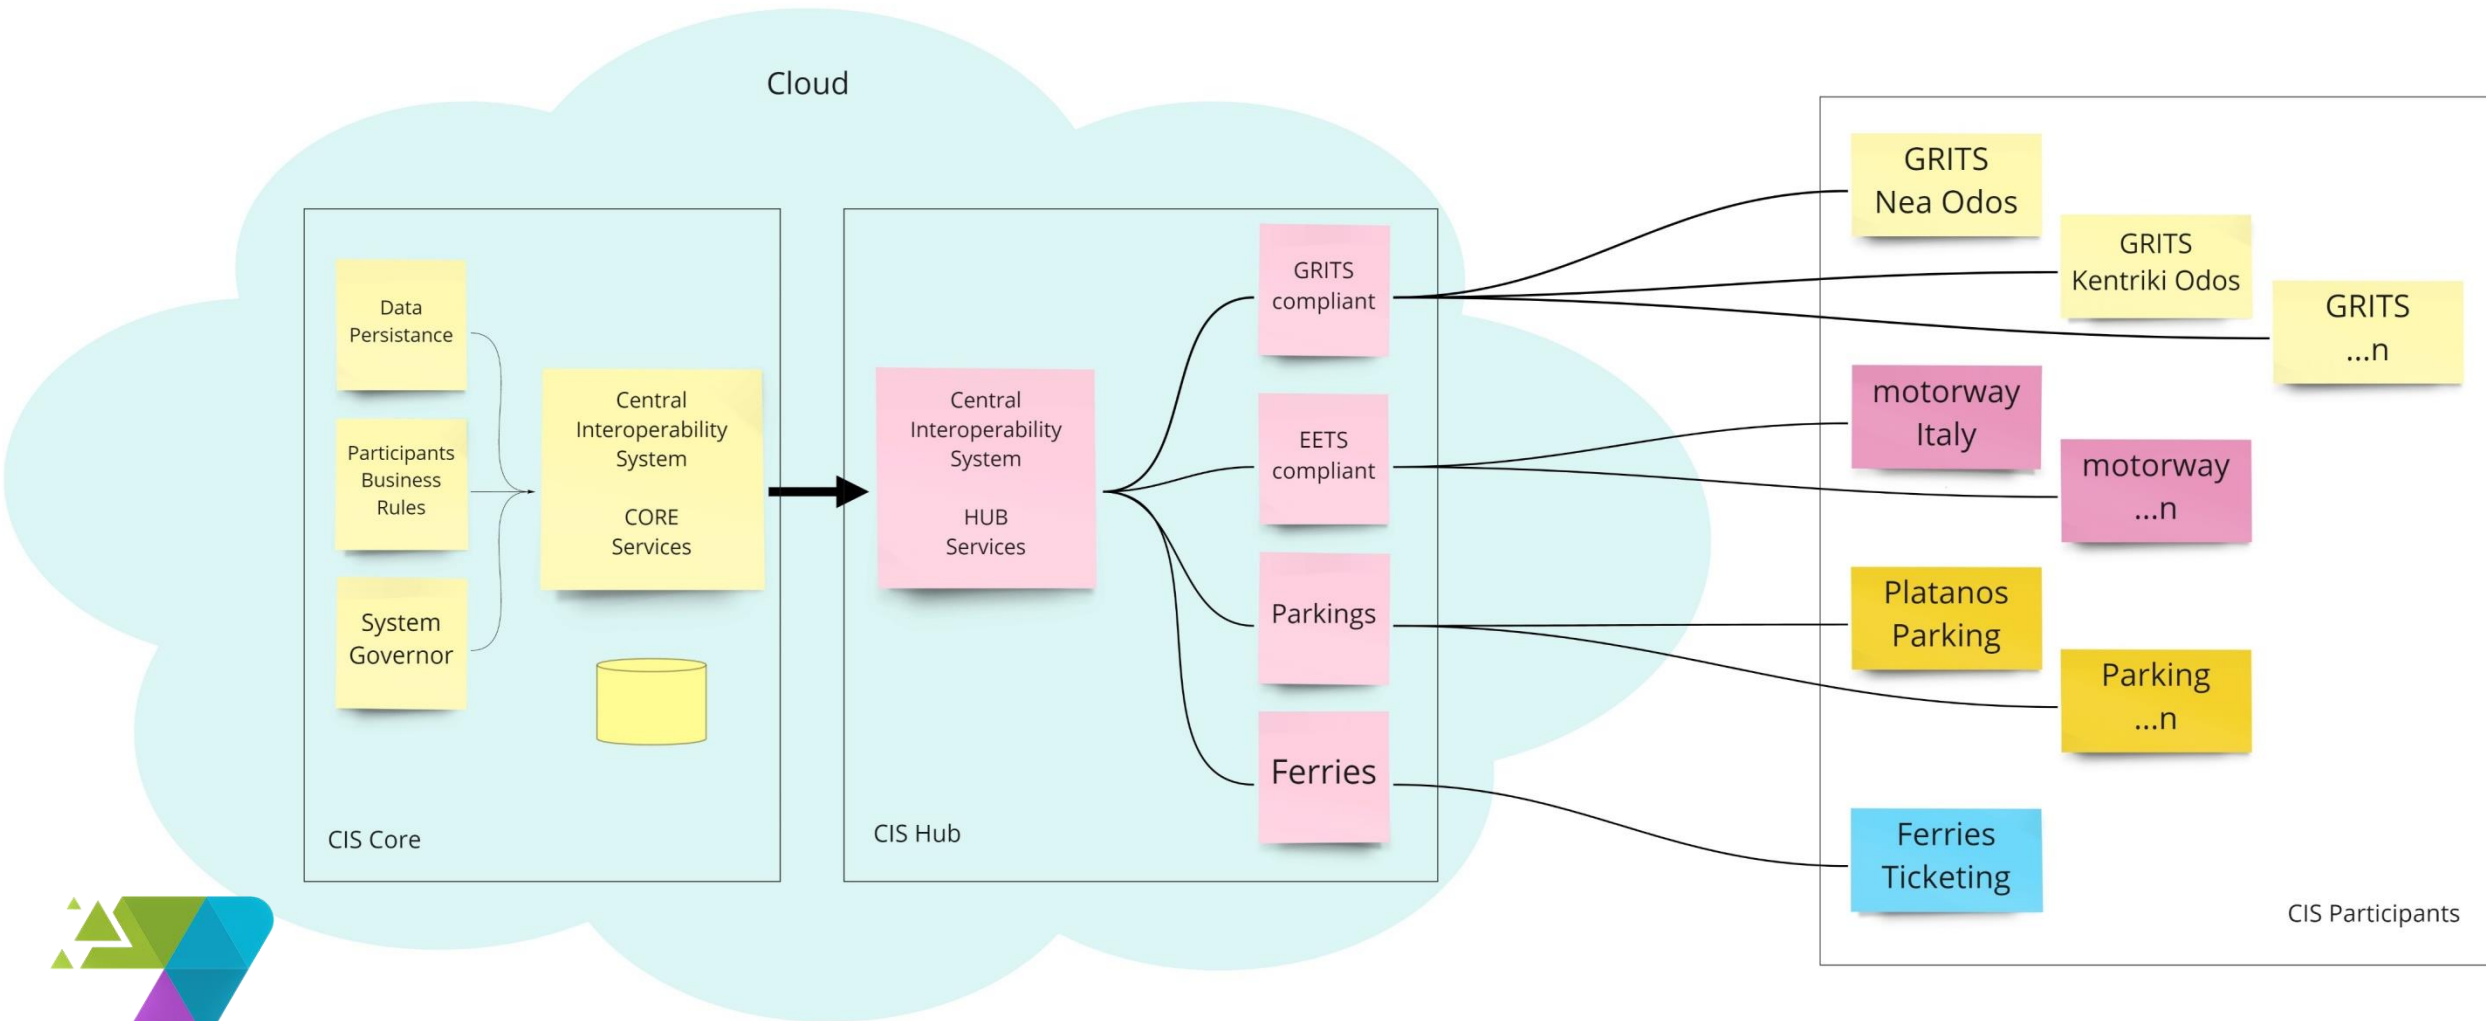 Cloud
Data
Persistance
Participants
Business
Rules
System
Governor
Central
Interoperability
System
CORE
Services
CIS Core
Central
Interoperability
System
HUB
Services
CIS Hub
GRITS
compliant
EETS
compliant
Parkings
Ferries
GRITS
Nea Odos
GRITS
Kentriki Odos
GRITS
...n
motorway
Italy
motorway
...n
Platanos
Parking
Parking
...n
Ferries
Ticketing
CIS Participants